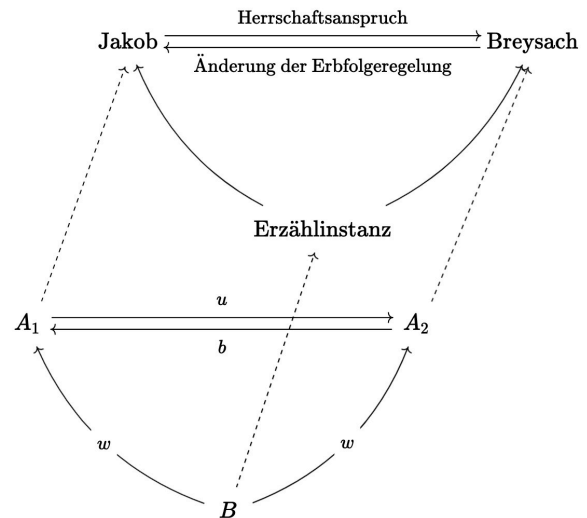 Herrschaftsanspruch
Jakob Breysach
Änderung der Erbfolgeregelung
Erzählinstanz
u
A₁ A₂
b
w w
B